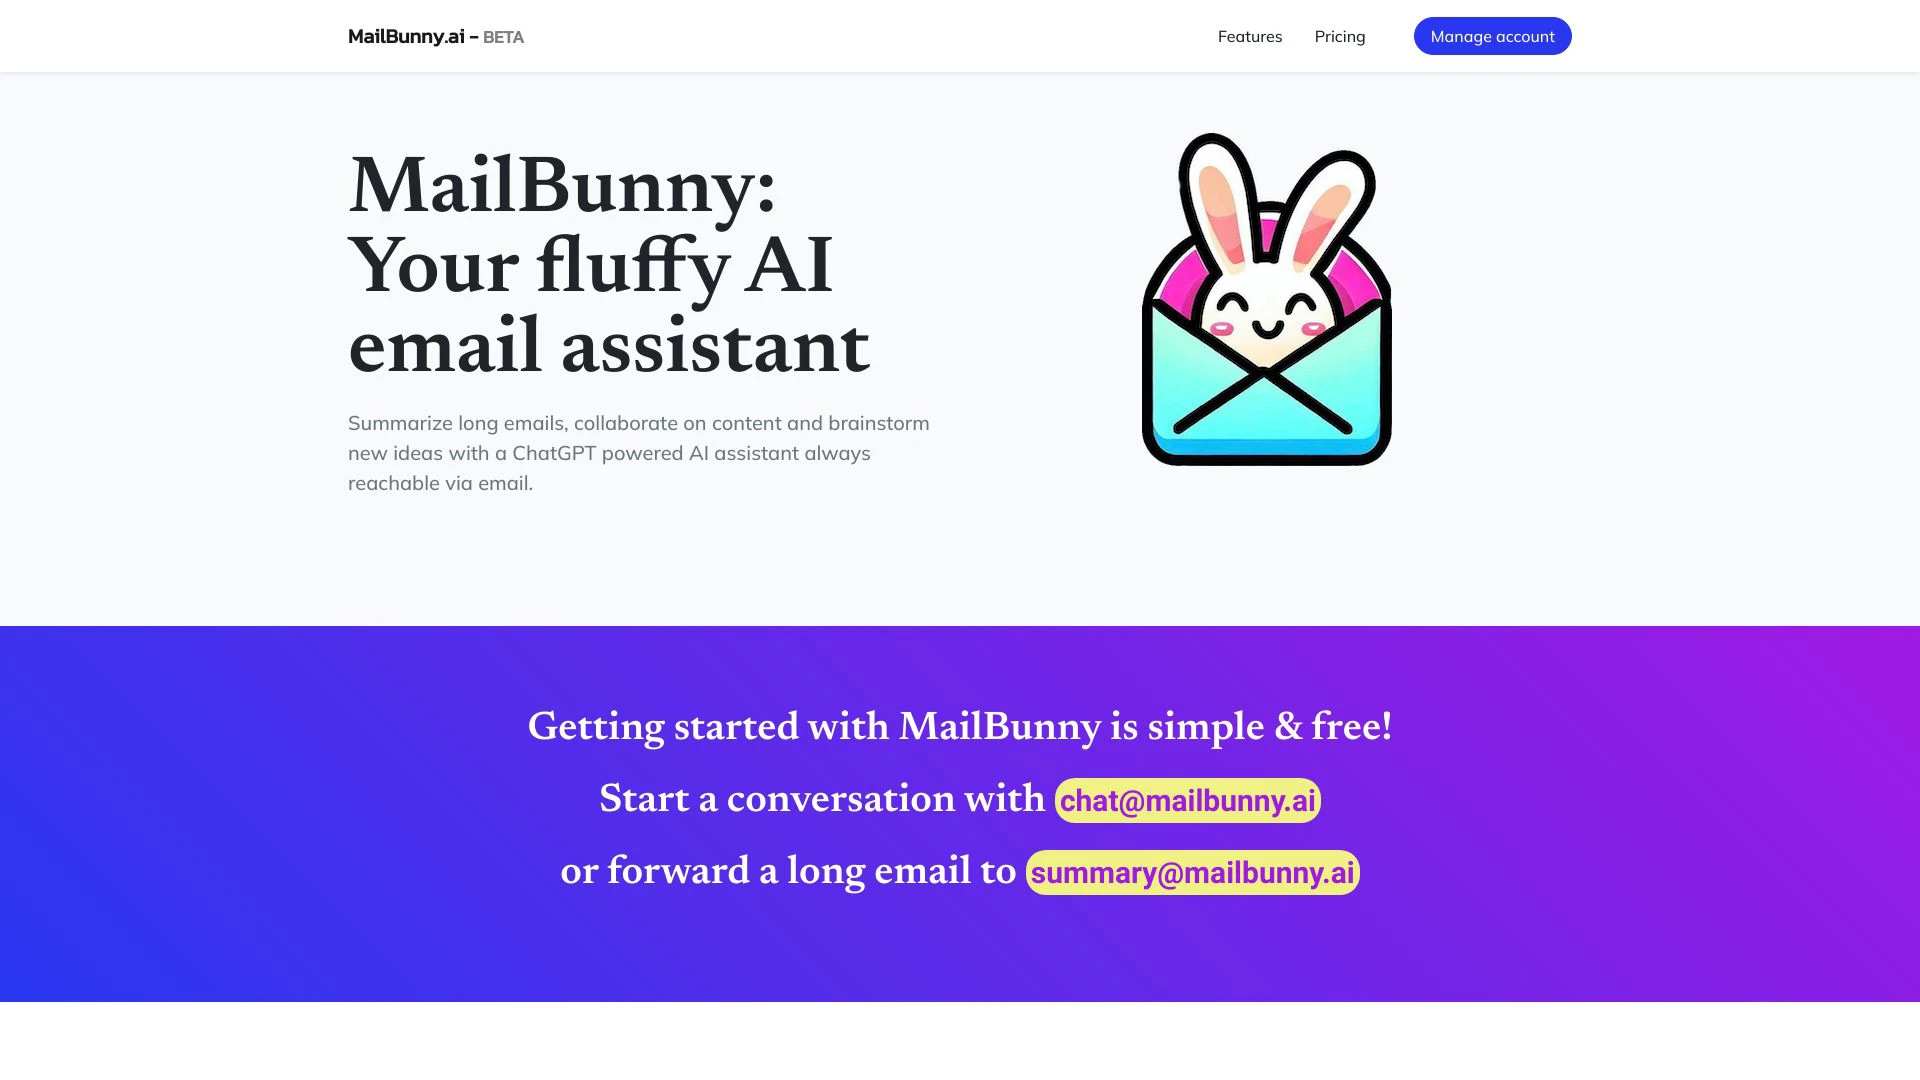 MailBunny.ai - BETA
Features
Pricing
Manage account
MailBunny:
Your fluffy AI
email assistant
Summarize long emails, collaborate on content and brainstorm
new ideas with a ChatGPT powered AI assistant always
reachable via email.
Getting started with MailBunny is simple & free!
Start a conversation with chat@mailbunny.ai
or forward a long email to summary@mailbunny.ai